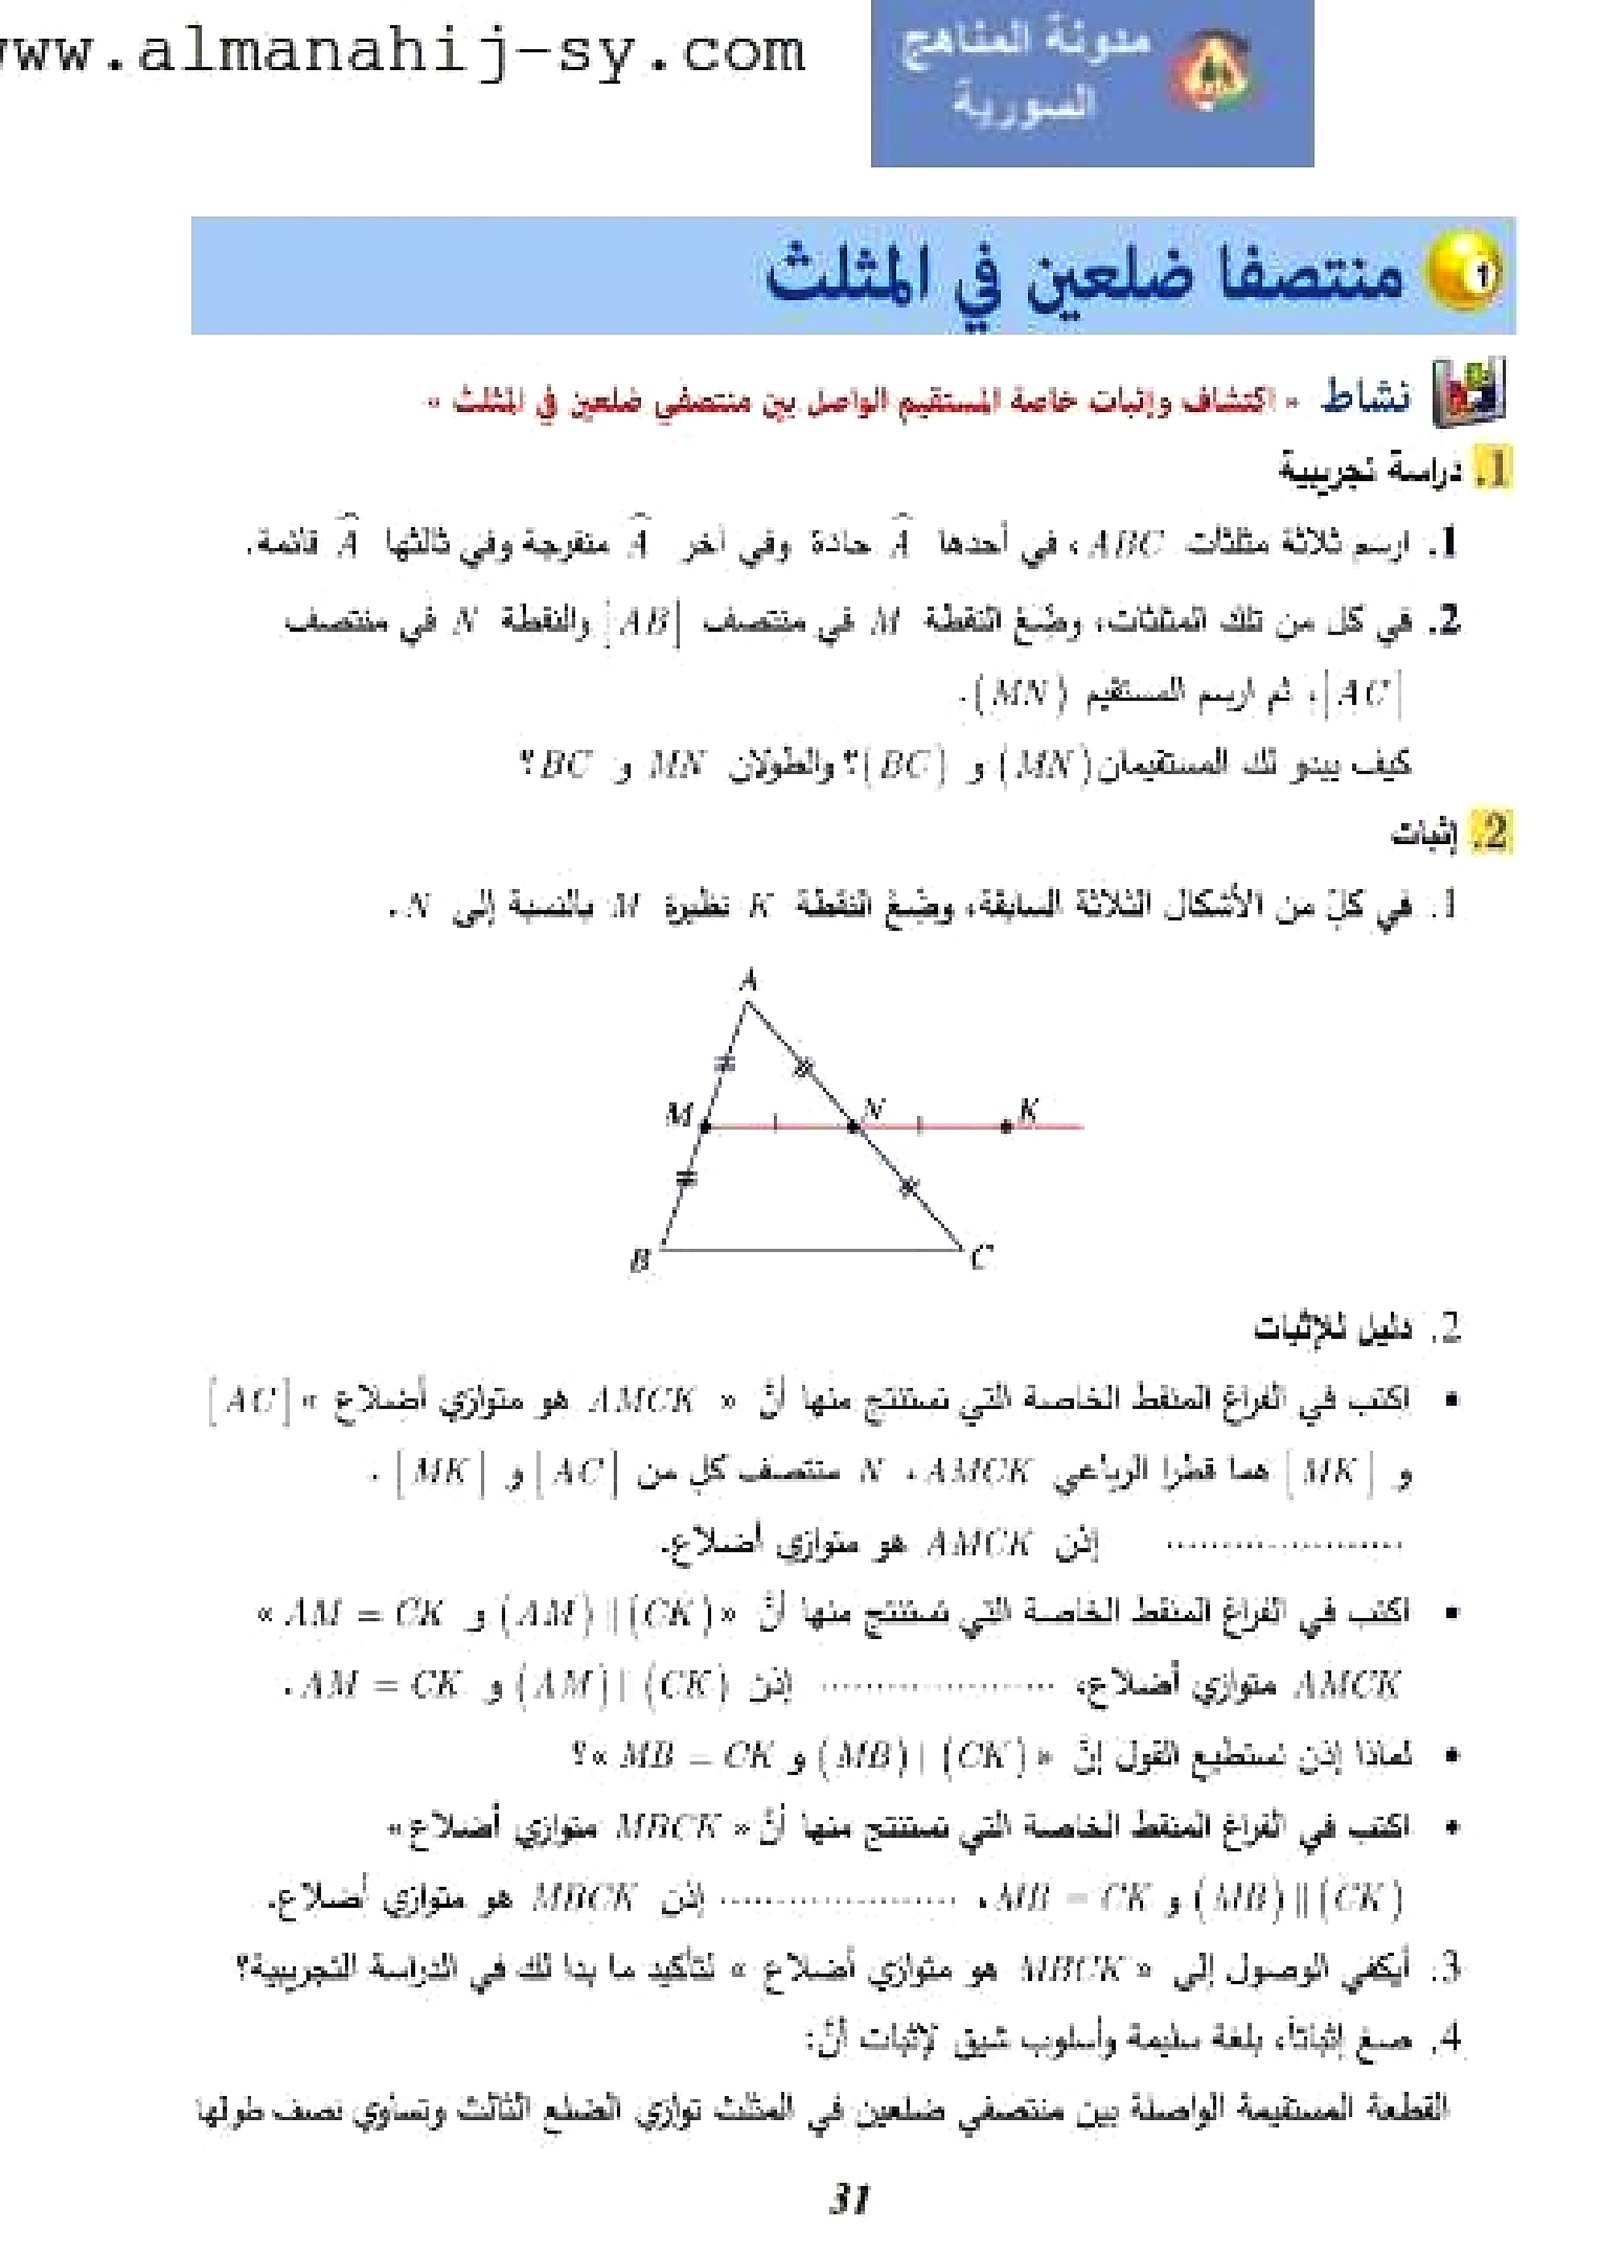 www.almanahij-sy.com
مدونة المناهج
السورية
1 منتصفا ضلعين في المثلث
نشاط « اكتشاف وإثبات خاصة المستقيم الواصل بين منتصفي ضلعين في المثلث »
1. دراسة تجريبية
1. ارسم ثلاثة مثلثات ABC، في أحدها Â حادة وفي آخر Â منفرجة وفي ثالثها Â قائمة.
2. في كل من تلك المثلثات، وضِّع النقطة M في منتصف [AB] والنقطة N في منتصف
[AC]، ثم ارسم المستقيم (MN).
كيف يبدو لك المستقيمان (MN) و (BC)؟ والطولان MN و BC؟
2. إثبات
1. في كلٍ من الأشكال الثلاثة السابقة، وضِّع النقطة K نظيرة M بالنسبة إلى N.
A
M N K
B C
2. دليل للإثبات
• اكتب في الفراغ المنقط الخاصة التي نستنتج منها أنَّ « AMCK هو متوازي أضلاع » [AC]
و [MK] هما قطرا الرباعي AMCK، N منتصف كل من [AC] و [MK].
..................... إذن AMCK هو متوازي أضلاع.
• اكتب في الفراغ المنقط الخاصة التي نستنتج منها أنَّ «(CK) || (AM) و AM = CK »
AMCK متوازي أضلاع، ..................... إذن (CK) || (AM) و AM = CK.
• لماذا إذن نستطيع القول إنَّ « (CK) || (MB) و MB = CK »؟
• اكتب في الفراغ المنقط الخاصة التي نستنتج منها أنَّ « MBCK متوازي أضلاع»
(CK) || (MB) و MB = CK، ..................... إذن MBCK هو متوازي أضلاع.
3. أيكفي الوصول إلى « MBCK هو متوازي أضلاع » لتأكيد ما بدا لك في الدراسة التجريبية؟
4. صغ إثباتاً، بلغة سليمة وأسلوب شيق لإثبات أنَّ:
القطعة المستقيمة الواصلة بين منتصفي ضلعين في المثلث توازي الضلع الثالث وتساوي نصف طولها
31